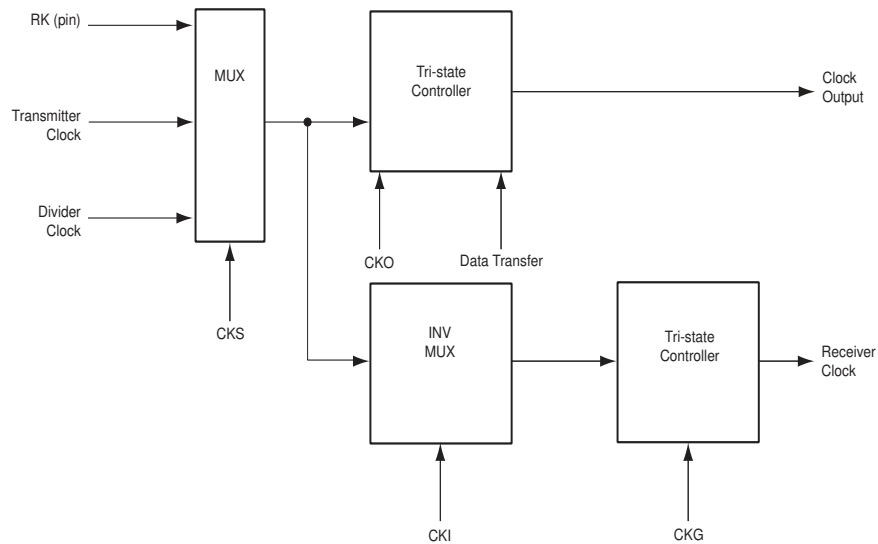 RK (pin)
MUX
Tri-state
Controller
Clock
Output
Transmitter
Clock
Divider
Clock
CKO
Data Transfer
CKS
INV
MUX
Tri-state
Controller
Receiver
Clock
CKI
CKG